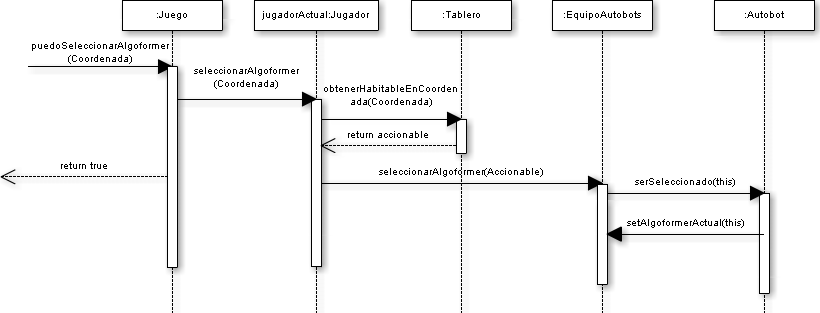 :Juego
jugadorActual:Jugador
:Tablero
:EquipoAutobots
:Autobot
puedoSeleccionarAlgoformer
(Coordenada)
seleccionarAlgoformer
(Coordenada)
obtenerHabitableEnCoorden
ada(Coordenada)
return accionable
return true
seleccionarAlgoformer(Accionable)
serSeleccionado(this)
setAlgoformerActual(this)